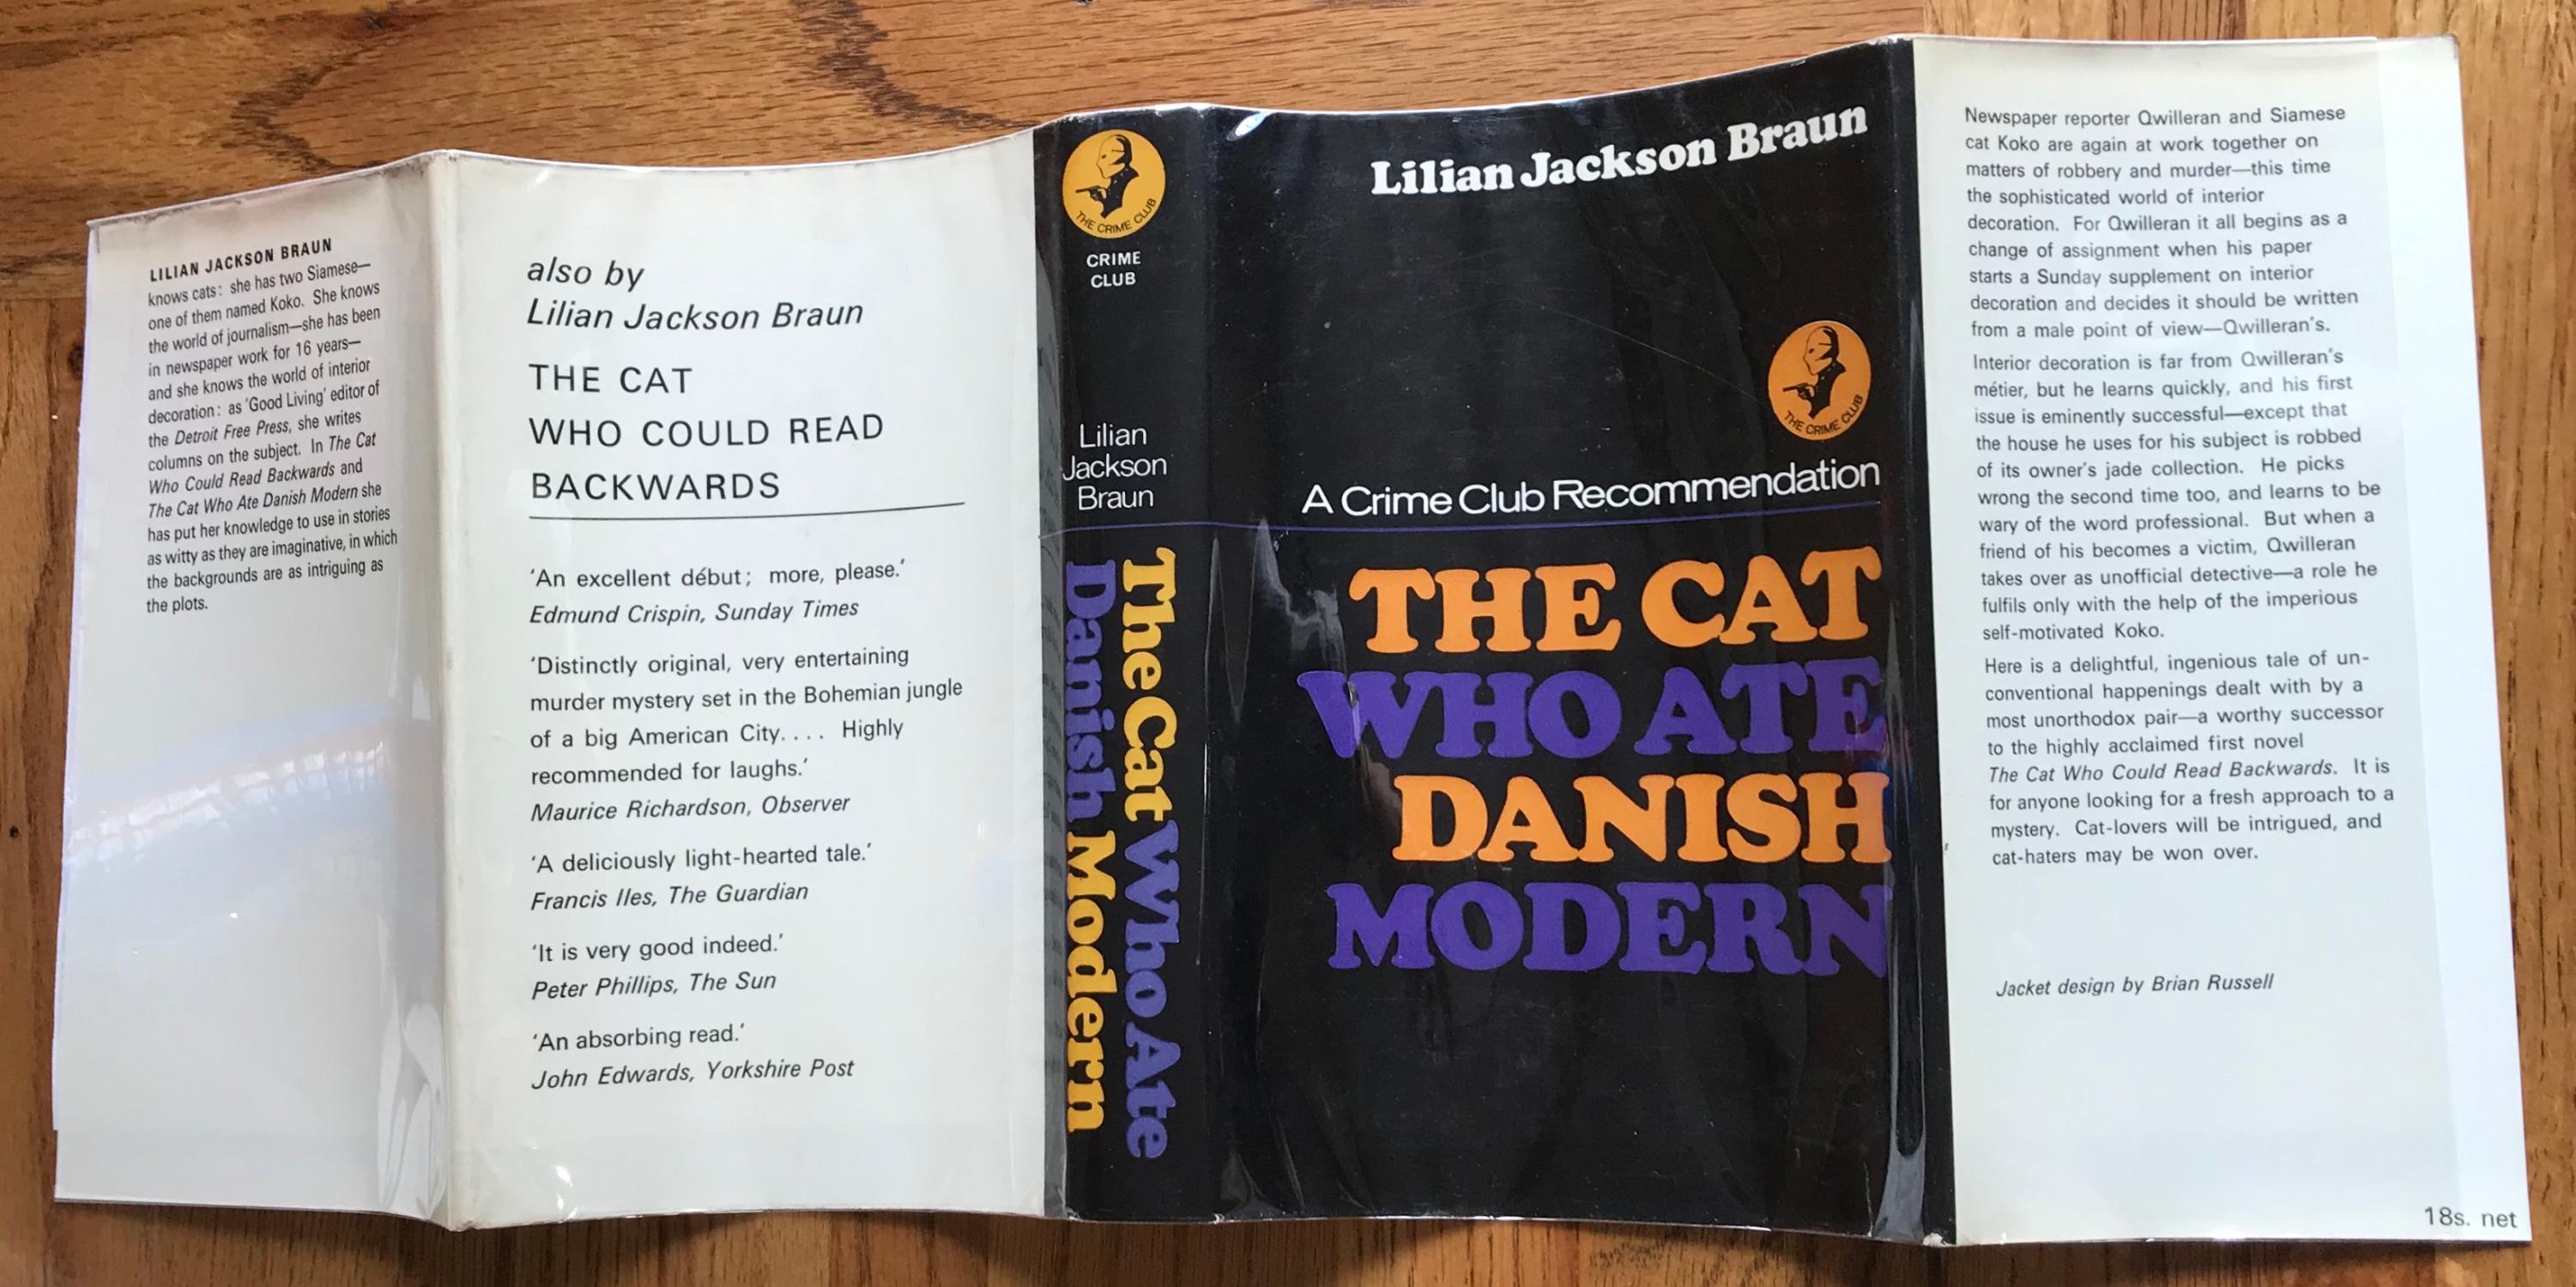 LILIAN JACKSON BRAUN
knows cats: she has two Siamese—
one of them named Koko. She knows
the world of journalism—she has been
in newspaper work for 16 years—
and she knows the world of interior
decoration: as 'Good Living' editor of
the Detroit Free Press, she writes
columns on the subject. In The Cat
Who Could Read Backwards and
The Cat Who Ate Danish Modern she
has put her knowledge to use in stories
as witty as they are imaginative, in which
the backgrounds are as intriguing as
the plots.
also by
Lilian Jackson Braun
THE CAT
WHO COULD READ
BACKWARDS
'An excellent début; more, please.'
Edmund Crispin, Sunday Times
'Distinctly original, very entertaining
murder mystery set in the Bohemian jungle
of a big American City.... Highly
recommended for laughs.'
Maurice Richardson, Observer
'A deliciously light-hearted tale.'
Francis Iles, The Guardian
'It is very good indeed.'
Peter Phillips, The Sun
'An absorbing read.'
John Edwards, Yorkshire Post
THE CRIME CLUB
CRIME
CLUB
Lilian
Jackson
Braun
The Cat Who Ate
Danish Modern
Lilian Jackson Braun
THE CRIME CLUB
A Crime Club Recommendation
THE CAT
WHO ATE
DANISH
MODERN
Newspaper reporter Qwilleran and Siamese
cat Koko are again at work together on
matters of robbery and murder—this time
the sophisticated world of interior
decoration. For Qwilleran it all begins as a
change of assignment when his paper
starts a Sunday supplement on interior
decoration and decides it should be written
from a male point of view—Qwilleran's.
Interior decoration is far from Qwilleran's
métier, but he learns quickly, and his first
issue is eminently successful—except that
the house he uses for his subject is robbed
of its owner's jade collection. He picks
wrong the second time too, and learns to be
wary of the word professional. But when a
friend of his becomes a victim, Qwilleran
takes over as unofficial detective—a role he
fulfils only with the help of the imperious
self-motivated Koko.
Here is a delightful, ingenious tale of un-
conventional happenings dealt with by a
most unorthodox pair—a worthy successor
to the highly acclaimed first novel
The Cat Who Could Read Backwards. It is
for anyone looking for a fresh approach to a
mystery. Cat-lovers will be intrigued, and
cat-haters may be won over.
Jacket design by Brian Russell
18s. net